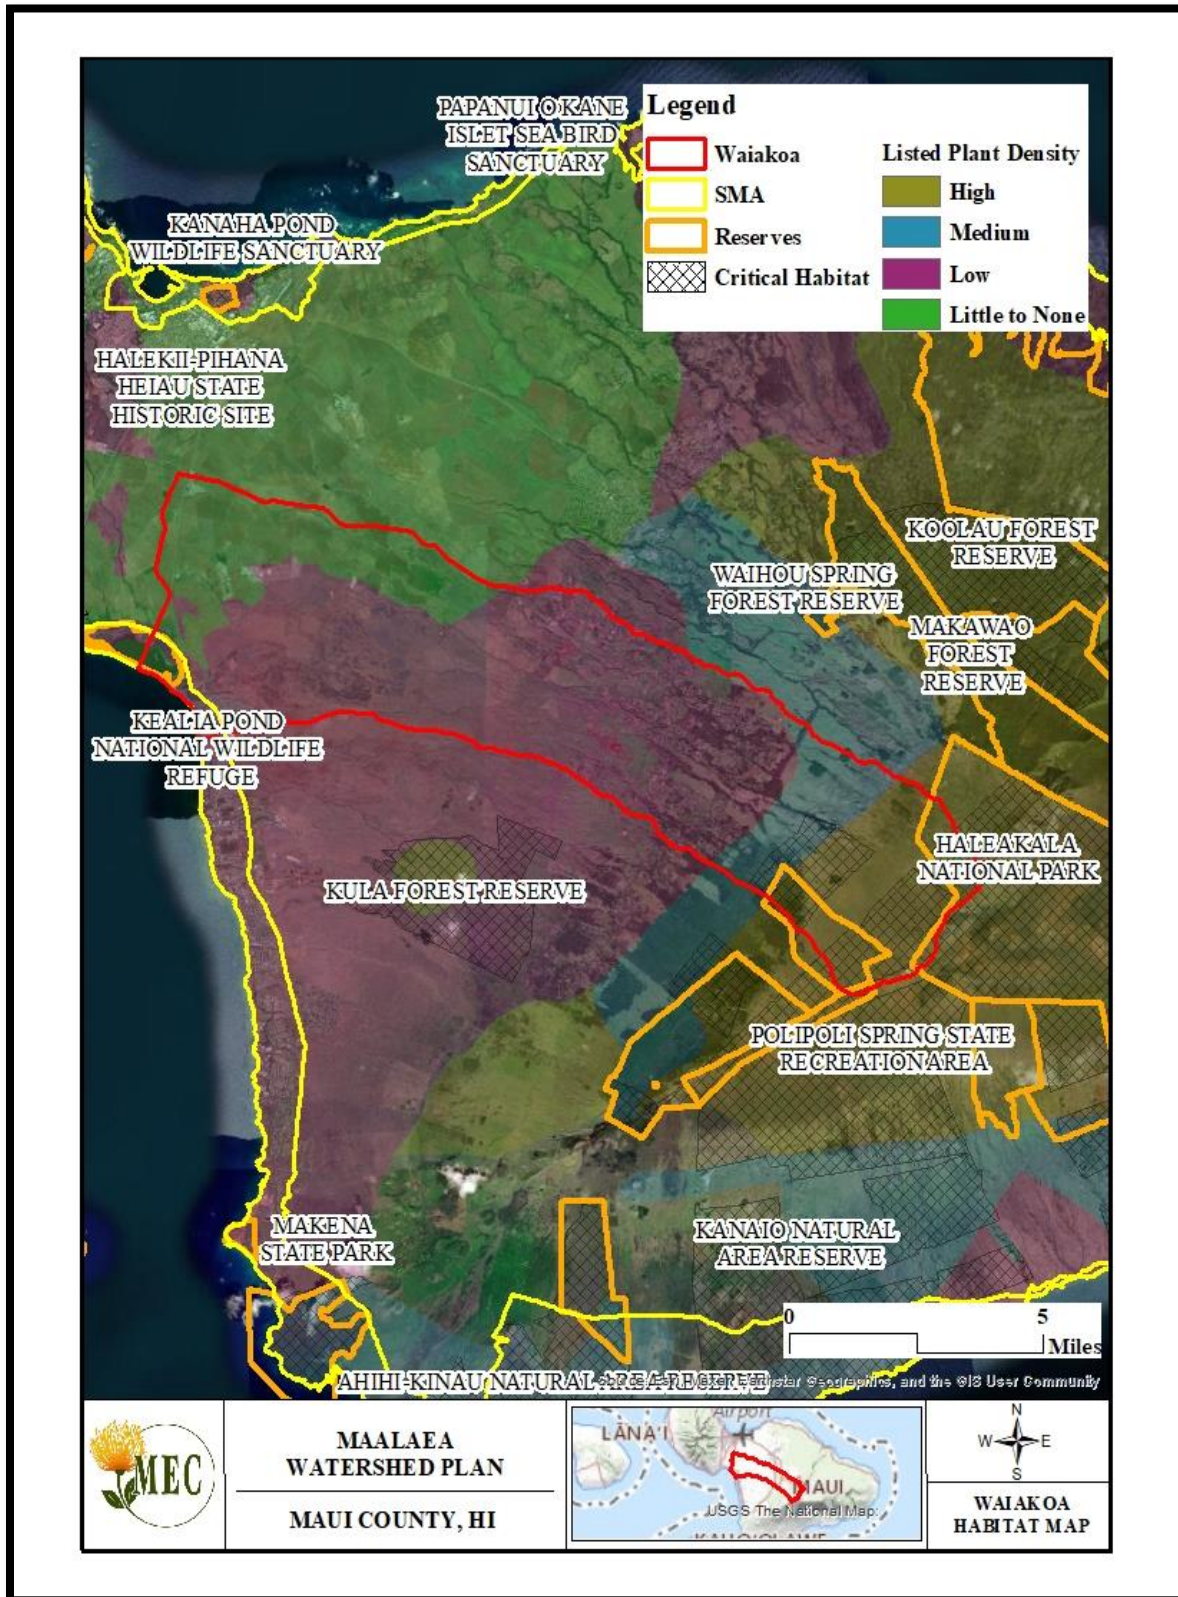 PAPANUI O KANE
ISLET SEA BIRD
SANCTUARY
Legend
Waiakoa
SMA
Reserves
Critical Habitat
Listed Plant Density
High
Medium
Low
Little to None
KANAHA POND
WILDLIFE SANCTUARY
HALEKII-PIHANA
HEIAU STATE
HISTORIC SITE
KOOLAU FOREST
RESERVE
WAIHOU SPRING
FOREST RESERVE
MAKAWAO
FOREST
RESERVE
KEALIA POND
NATIONAL WILDLIFE
REFUGE
HALEAKALA
NATIONAL PARK
KULA FOREST RESERVE
POLIPOLI SPRING STATE
RECREATION AREA
MAKENA
STATE PARK
KANAIO NATURAL
AREA RESERVE
0 5
Miles
AHIHI-KINAU NATURAL AREA RESERVE
Geographics, and the GIS User Community
MEC
MAALAEA
WATERSHED PLAN
MAUI COUNTY, HI
Airport
LĀNA'I
MAUI
USGS The National Map:
N
W E
S
WAIAKOA
HABITAT MAP